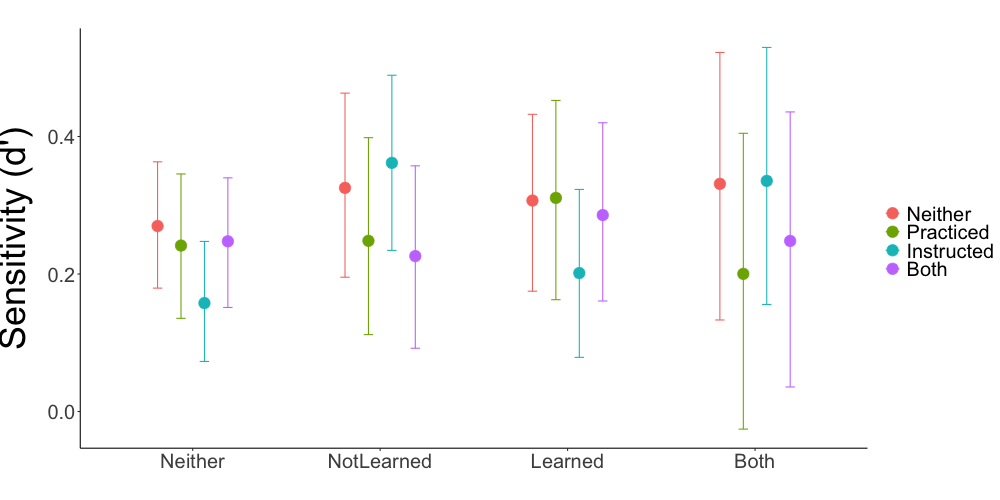 Sensitivity (d')
0.4
0.2
0.0
Neither
NotLearned
Learned
Both
Neither
Practiced
Instructed
Both